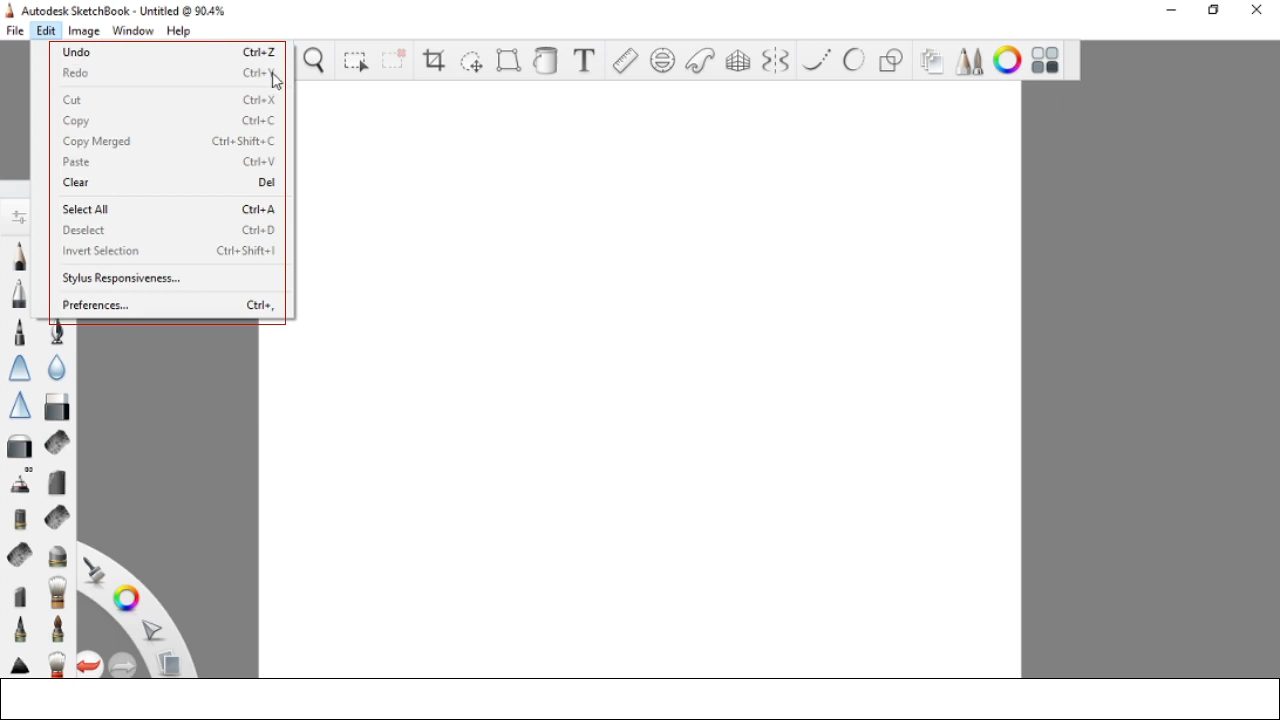 Autodesk SketchBook - Untitled @ 90.4%
File Edit Image Window Help
Undo Ctrl+Z
Redo Ctrl+Y
Cut Ctrl+X
Copy Ctrl+C
Copy Merged Ctrl+Shift+C
Paste Ctrl+V
Clear Del
Select All Ctrl+A
Deselect Ctrl+D
Invert Selection Ctrl+Shift+I
Stylus Responsiveness...
Preferences... Ctrl+,